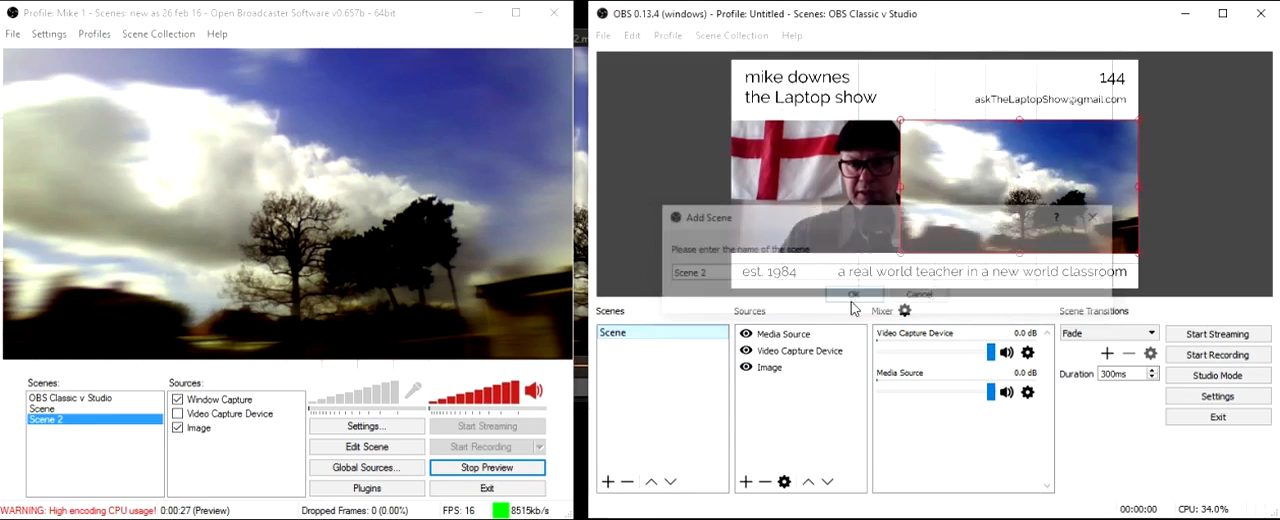 Profile: Mike 1 - Scenes: new as 26 feb 16 - Open Broadcaster Software v0.657b - 64bit
File Settings Profiles Scene Collection Help
Scenes:
OBS Classic v Studio
Scene
Scene 2
Sources:
Window Capture
Video Capture Device
Image
Settings...
Start Streaming
Edit Scene
Start Recording
Global Sources...
Stop Preview
Plugins
Exit
WARNING: High encoding CPU usage! 0:00:27 (Preview) Dropped Frames: 0 (0.00%) FPS: 16 8515kb/s
OBS 0.13.4 (windows) - Profile: Untitled - Scenes: OBS Classic v Studio
File Edit Profile Scene Collection Help
mike downes
the Laptop show
144
askTheLaptopShow@gmail.com
Add Scene ?
Please enter the name of the scene
Scene 2
OK Cancel
est. 1984 a real world teacher in a new world classroom
Scenes
Scene
Sources
Media Source
Video Capture Device
Image
Mixer
Video Capture Device 0.0 dB
Media Source 0.0 dB
Scene Transitions
Fade
Duration 300ms
Start Streaming
Start Recording
Studio Mode
Settings
Exit
00:00:00 CPU: 34.0%